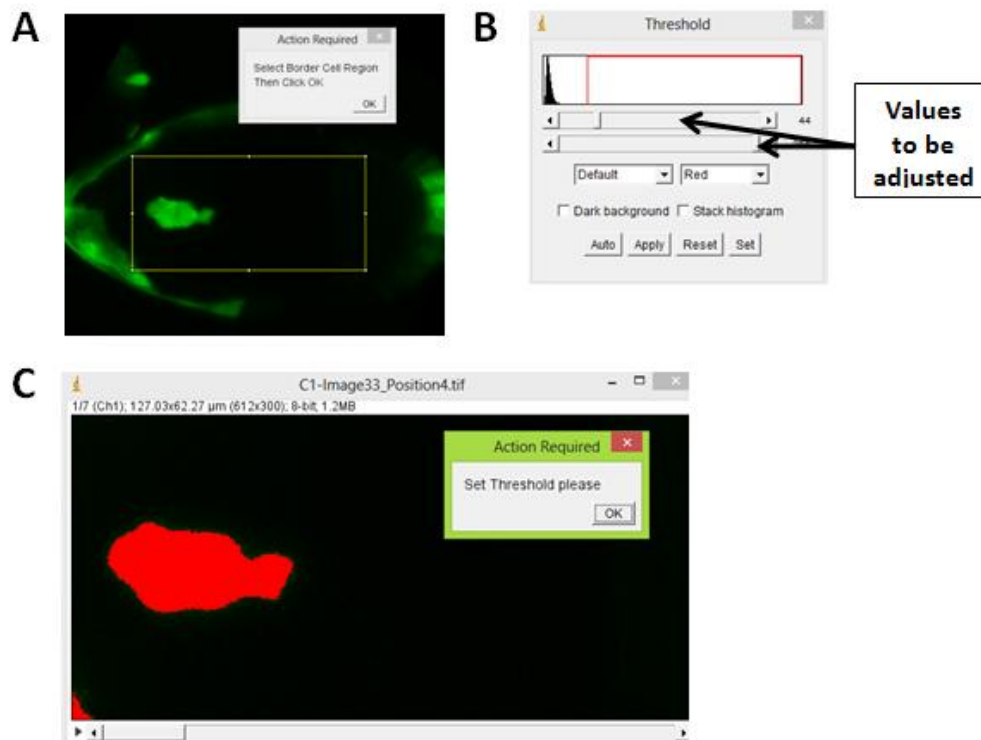 A
Action Required
Select Border Cell Region
Then Click OK
OK
B
Threshold
44
Default
Red
Dark background
Stack histogram
Auto
Apply
Reset
Set
Values
to be
adjusted
C
C1-Image33_Position4.tif
1/7 (Ch1); 127.03x62.27 µm (612x300); 8-bit; 1.2MB
Action Required
Set Threshold please
OK